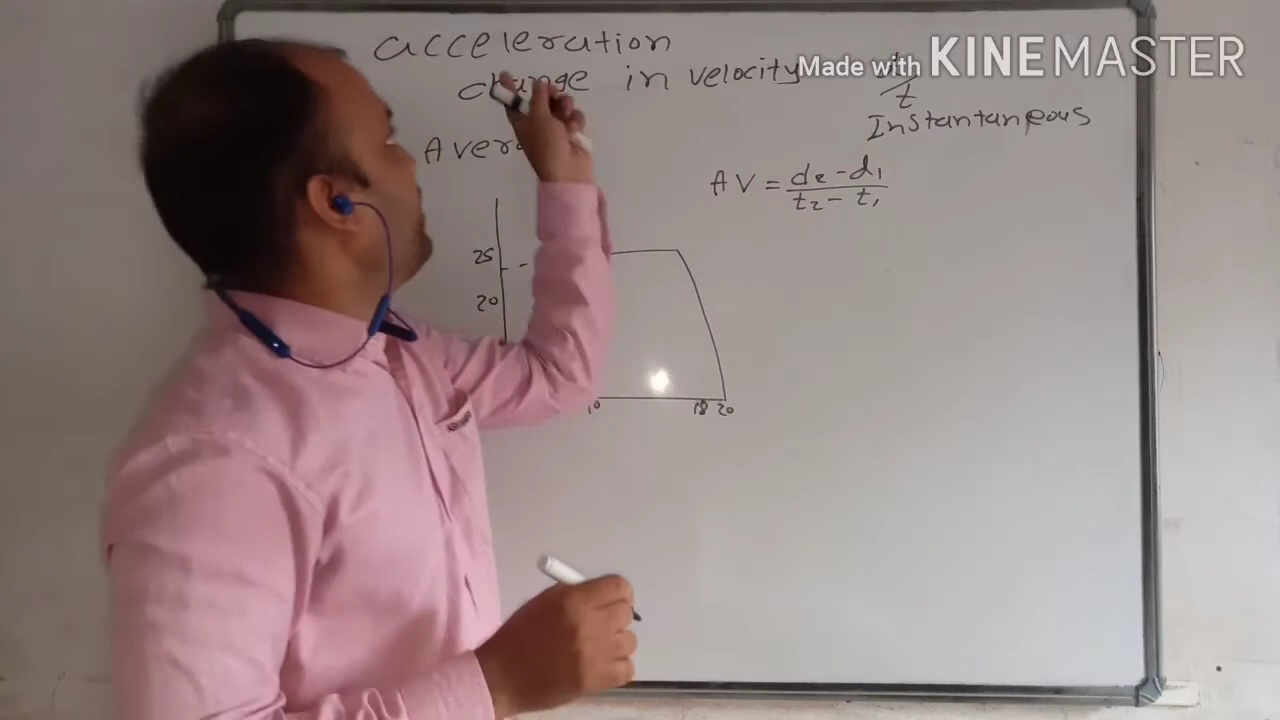 acceleration
change in velocity
Made with KINEMASTER
t
Instantaneous
AV = d2 - d1
t2 - t1
25
20
10 18 20